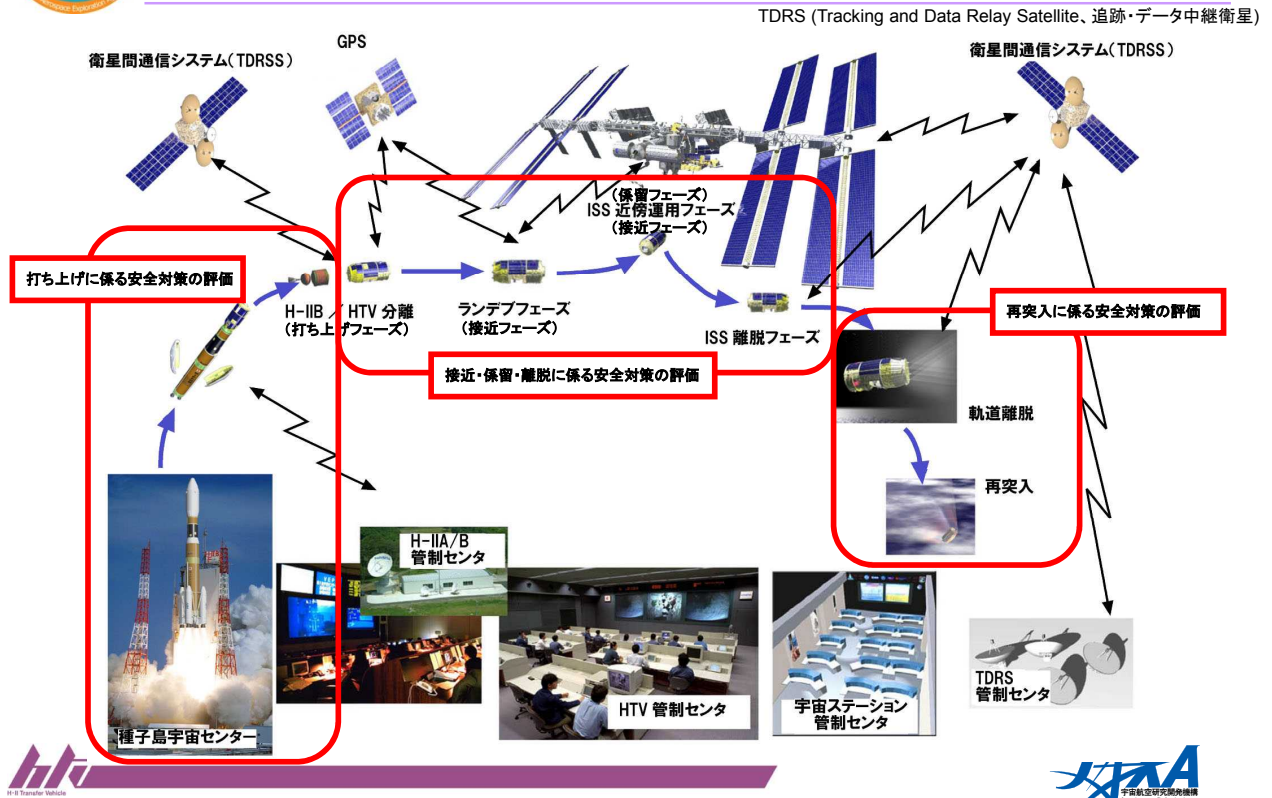 Aerospace Exploration
TDRS (Tracking and Data Relay Satellite、追跡・データ中継衛星)
衛星間通信システム(TDRSS)
GPS
衛星間通信システム(TDRSS)
(係留フェーズ)
ISS 近傍運用フェーズ
(接近フェーズ)
打ち上げに係る安全対策の評価
H-IIB / HTV 分離
(打ち上げフェーズ)
ランデブフェーズ
(接近フェーズ)
ISS 離脱フェーズ
再突入に係る安全対策の評価
接近・係留・離脱に係る安全対策の評価
軌道離脱
再突入
H-IIA/B
管制センタ
HTV 管制センタ
宇宙ステーション
管制センタ
TDRS
管制センタ
種子島宇宙センター
htv
H-II Transfer Vehicle
JAXA
宇宙航空研究開発機構